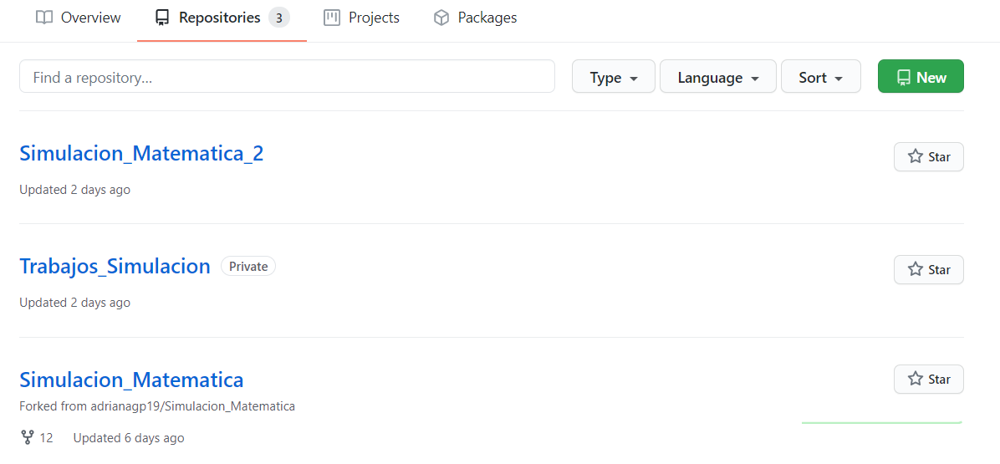 Overview Repositories 3 Projects Packages
Find a repository... Type Language Sort New
Simulacion_Matematica_2 Star
Updated 2 days ago
Trabajos_Simulacion Private Star
Updated 2 days ago
Simulacion_Matematica Star
Forked from adrianagp19/Simulacion_Matematica
12 Updated 6 days ago